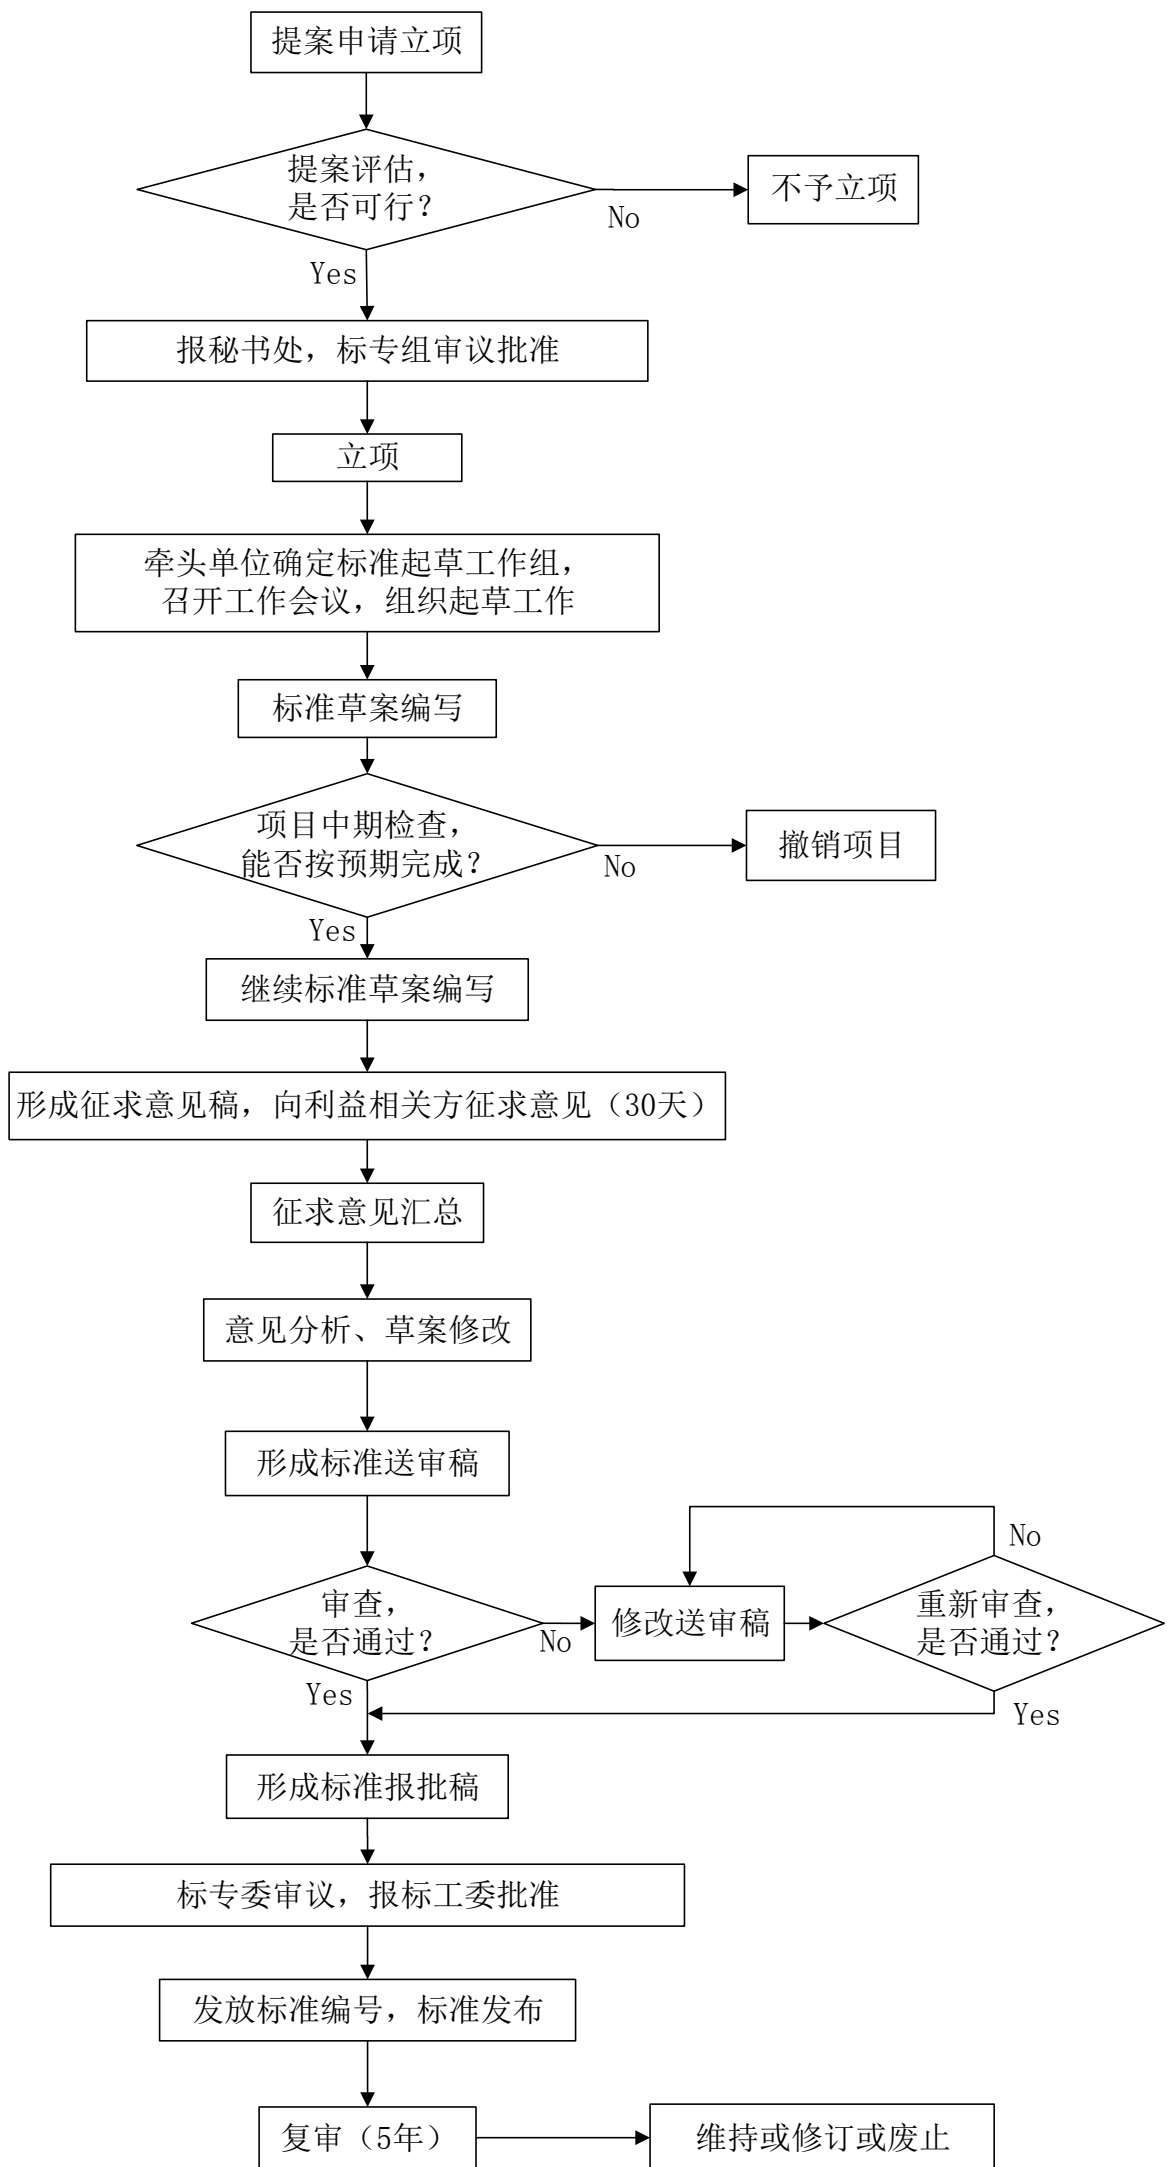 提案申请立项
提案评估，
是否可行？
No
不予立项
Yes
报秘书处，标专组审议批准
立项
牵头单位确定标准起草工作组，
召开工作会议，组织起草工作
标准草案编写
项目中期检查，
能否按预期完成？
No
撤销项目
Yes
继续标准草案编写
形成征求意见稿，向利益相关方征求意见（30天）
征求意见汇总
意见分析、草案修改
形成标准送审稿
审查，
是否通过？
No
修改送审稿
重新审查，
是否通过？
No
Yes
Yes
形成标准报批稿
标专委审议，报标工委批准
发放标准编号，标准发布
复审（5年）
维持或修订或废止